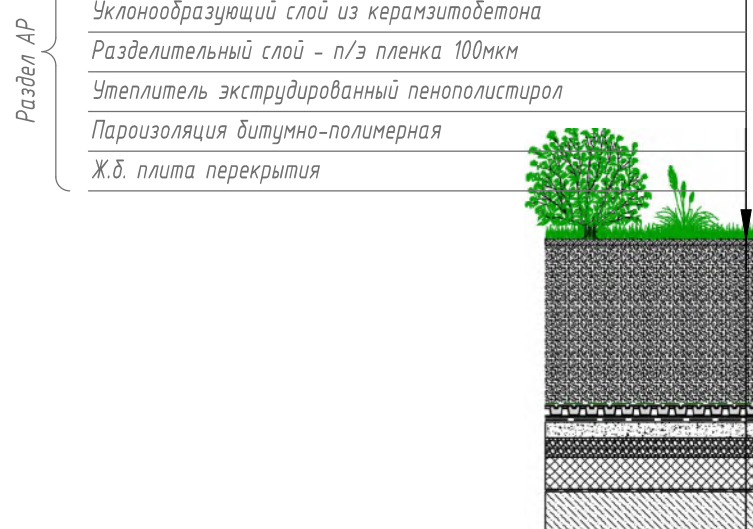 Уклонообразующий слой из керамзитобетона
Разделительный слой - п/э пленка 100мкм
Утеплитель экструдированный пенополистирол
Пароизоляция битумно-полимерная
Ж.б. плита перекрытия
Раздел АР